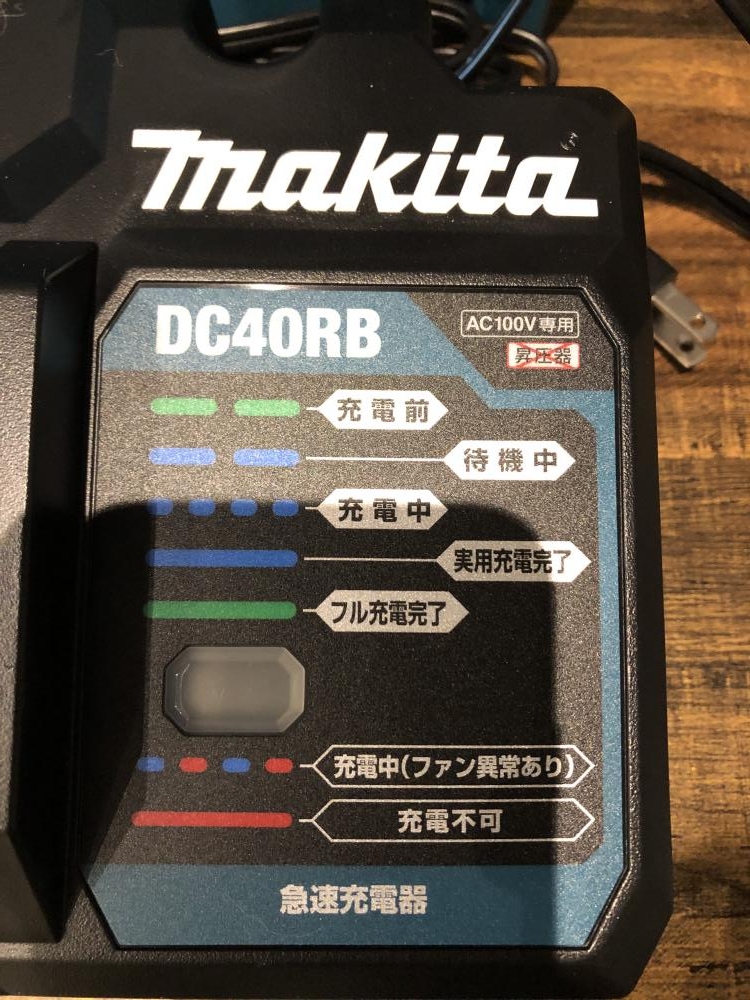 makita
DC40RB
AC100V専用
昇圧器
充電前
待機中
充電中
実用充電完了
フル充電完了
充電中(ファン異常あり)
充電不可
急速充電器